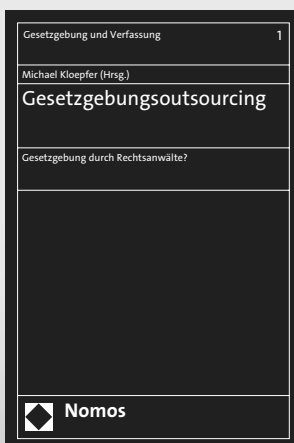 Gesetzgebung und Verfassung 1
Michael Kloepfer (Hrsg.)
Gesetzgebungsoutsourcing
Gesetzgebung durch Rechtsanwälte?
Nomos